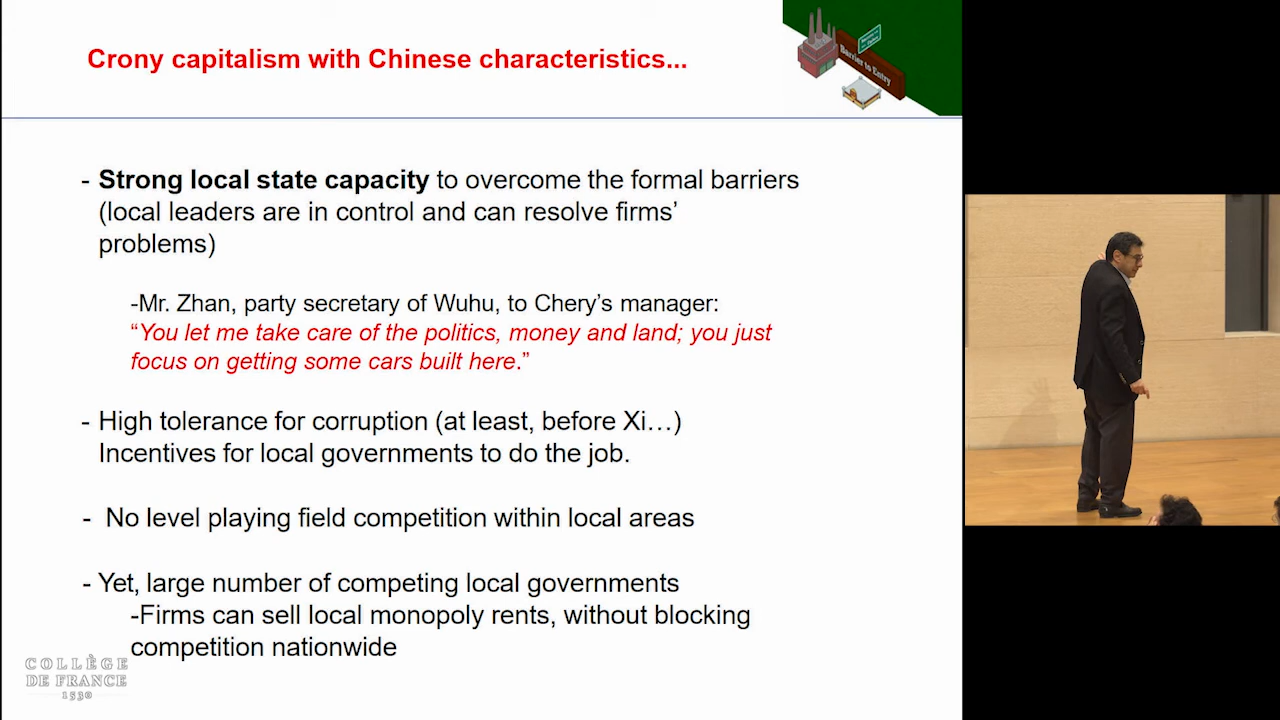 Crony capitalism with Chinese characteristics...
Barrier to Entry
- Strong local state capacity to overcome the formal barriers
(local leaders are in control and can resolve firms’
problems)
-Mr. Zhan, party secretary of Wuhu, to Chery’s manager:
“You let me take care of the politics, money and land; you just
focus on getting some cars built here.”
- High tolerance for corruption (at least, before Xi…)
Incentives for local governments to do the job.
- No level playing field competition within local areas
- Yet, large number of competing local governments
-Firms can sell local monopoly rents, without blocking
competition nationwide
COLLÈGE
DE FRANCE
1530